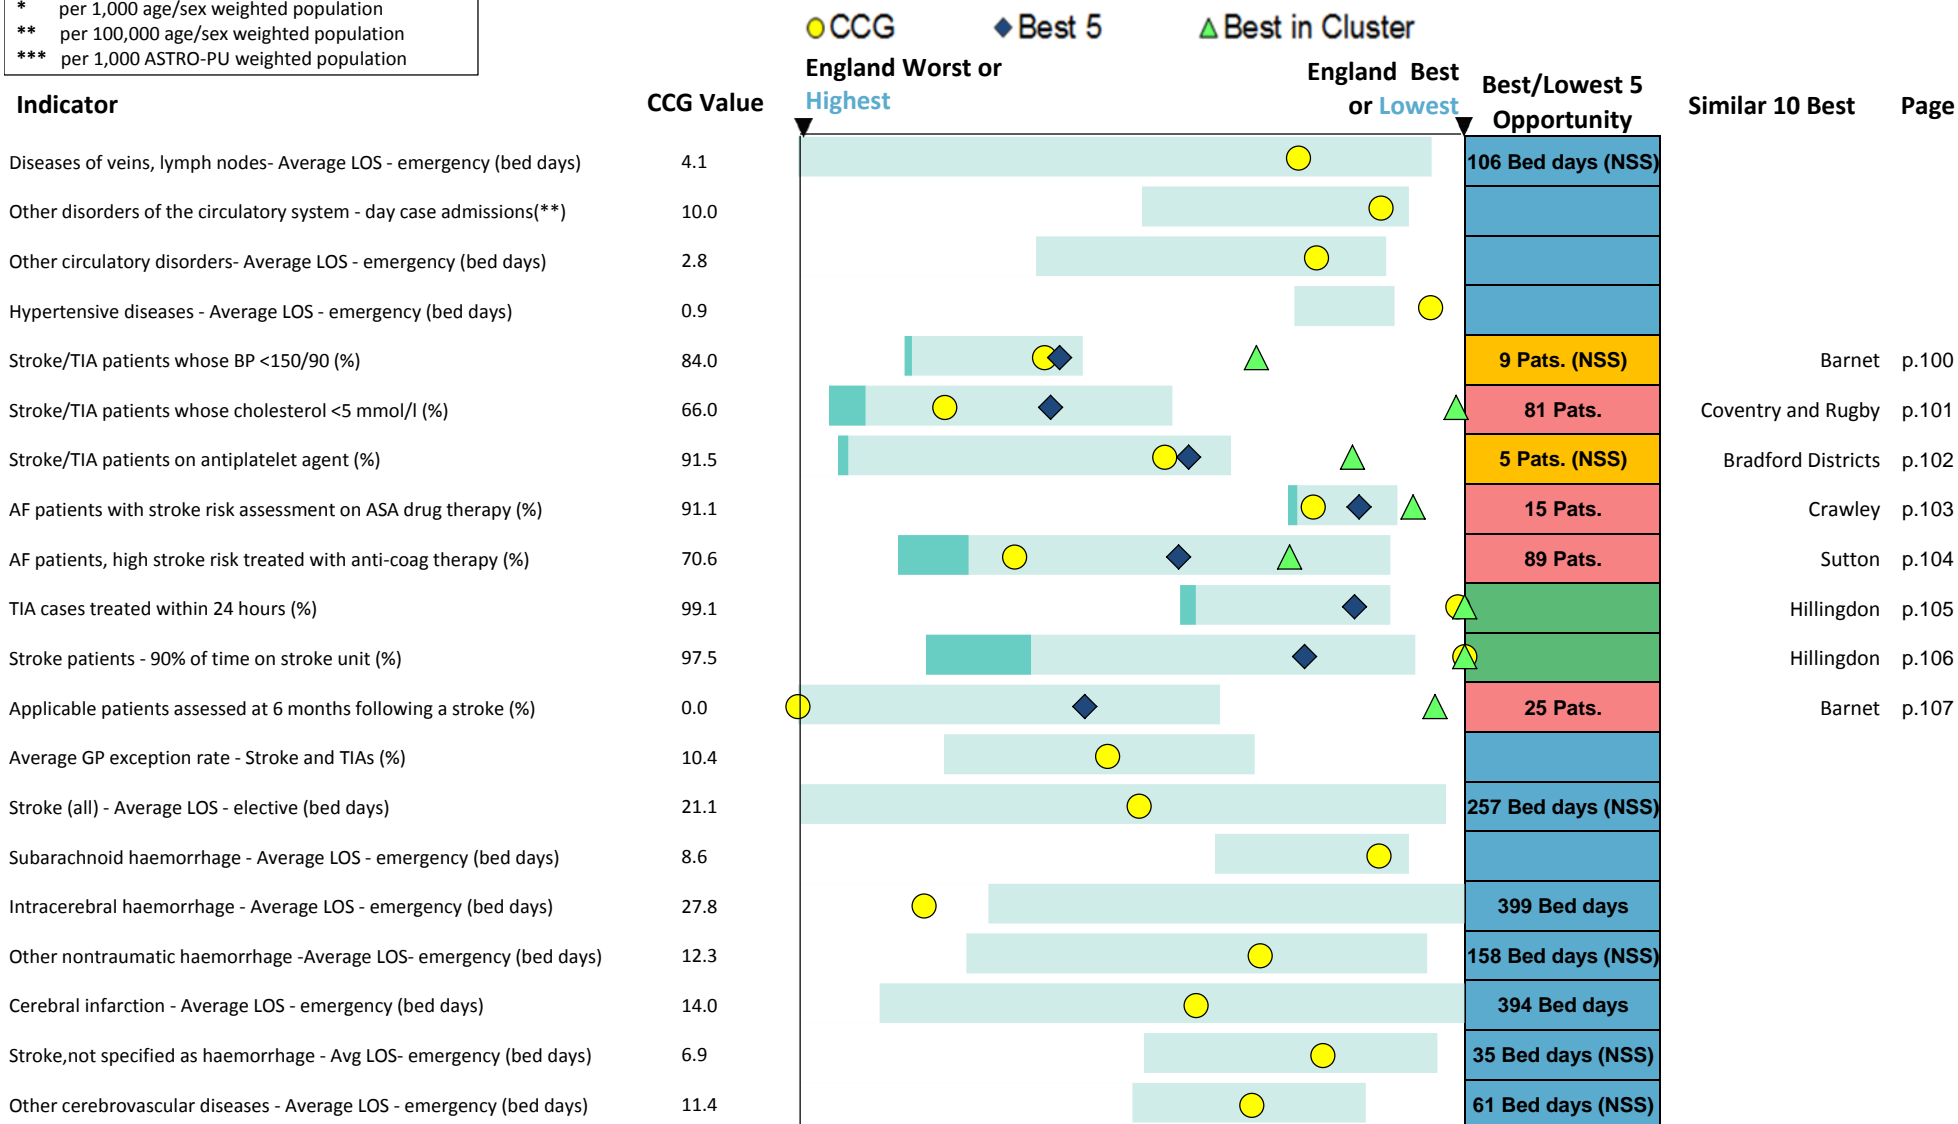 * per 1,000 age/sex weighted population
** per 100,000 age/sex weighted population
*** per 1,000 ASTRO-PU weighted population
CCG Best 5 Best in Cluster
England Worst or Highest
England Best or Lowest
Indicator CCG Value Best/Lowest 5 Opportunity Similar 10 Best Page
Diseases of veins, lymph nodes- Average LOS - emergency (bed days) 4.1 106 Bed days (NSS)
Other disorders of the circulatory system - day case admissions(**) 10.0
Other circulatory disorders- Average LOS - emergency (bed days) 2.8
Hypertensive diseases - Average LOS - emergency (bed days) 0.9
Stroke/TIA patients whose BP <150/90 (%) 84.0 9 Pats. (NSS) Barnet p.100
Stroke/TIA patients whose cholesterol <5 mmol/l (%) 66.0 81 Pats. Coventry and Rugby p.101
Stroke/TIA patients on antiplatelet agent (%) 91.5 5 Pats. (NSS) Bradford Districts p.102
AF patients with stroke risk assessment on ASA drug therapy (%) 91.1 15 Pats. Crawley p.103
AF patients, high stroke risk treated with anti-coag therapy (%) 70.6 89 Pats. Sutton p.104
TIA cases treated within 24 hours (%) 99.1 Hillingdon p.105
Stroke patients - 90% of time on stroke unit (%) 97.5 Hillingdon p.106
Applicable patients assessed at 6 months following a stroke (%) 0.0 25 Pats. Barnet p.107
Average GP exception rate - Stroke and TIAs (%) 10.4
Stroke (all) - Average LOS - elective (bed days) 21.1 257 Bed days (NSS)
Subarachnoid haemorrhage - Average LOS - emergency (bed days) 8.6
Intracerebral haemorrhage - Average LOS - emergency (bed days) 27.8 399 Bed days
Other nontraumatic haemorrhage -Average LOS- emergency (bed days) 12.3 158 Bed days (NSS)
Cerebral infarction - Average LOS - emergency (bed days) 14.0 394 Bed days
Stroke,not specified as haemorrhage - Avg LOS- emergency (bed days) 6.9 35 Bed days (NSS)
Other cerebrovascular diseases - Average LOS - emergency (bed days) 11.4 61 Bed days (NSS)